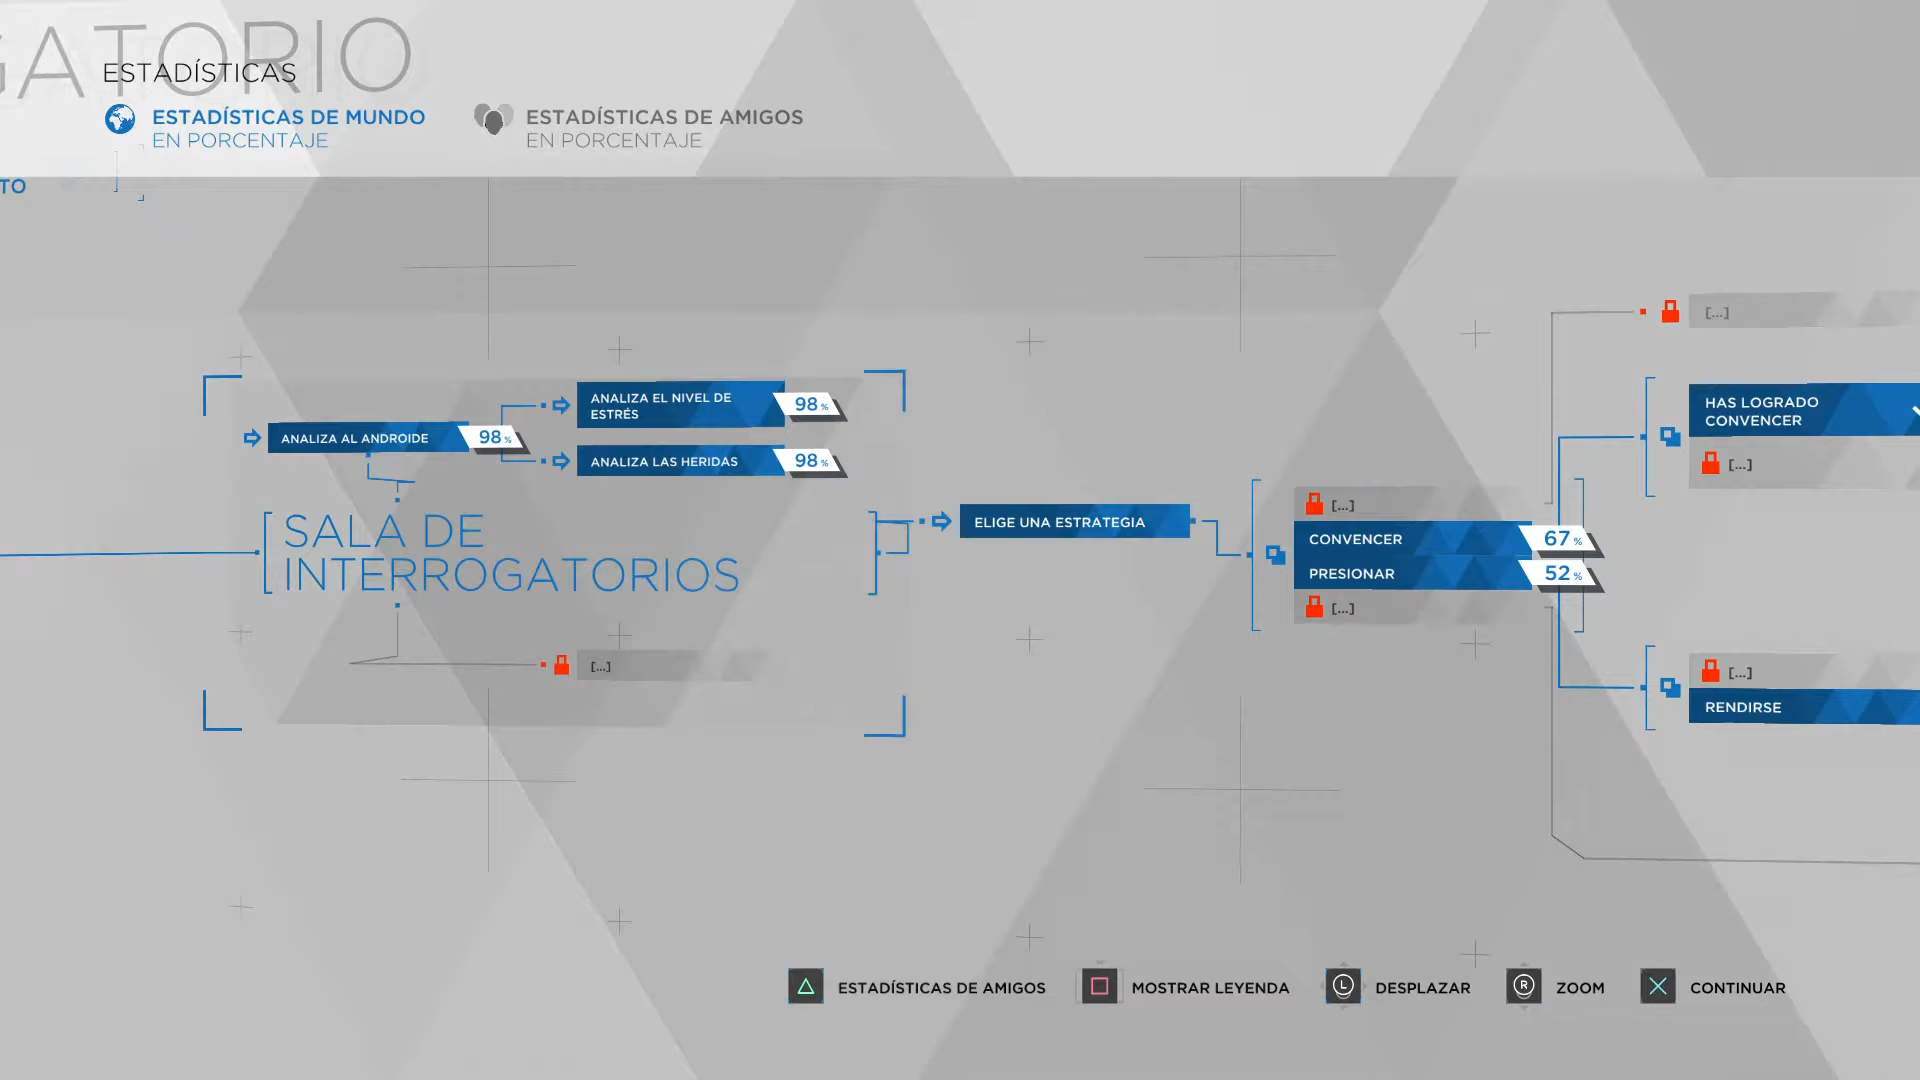 GATORIO
ESTADÍSTICAS
ESTADÍSTICAS DE MUNDO
EN PORCENTAJE
ESTADÍSTICAS DE AMIGOS
EN PORCENTAJE
TO
[...]
ANALIZA EL NIVEL DE
ESTRÉS
98%
HAS LOGRADO
CONVENCER
ANALIZA AL ANDROIDE
98%
ANALIZA LAS HERIDAS
98%
[...]
[...]
SALA DE
INTERROGATORIOS
ELIGE UNA ESTRATEGIA
CONVENCER
67%
PRESIONAR
52%
[...]
[...]
[...]
RENDIRSE
ESTADÍSTICAS DE AMIGOS
MOSTRAR LEYENDA
L
DESPLAZAR
R
ZOOM
CONTINUAR